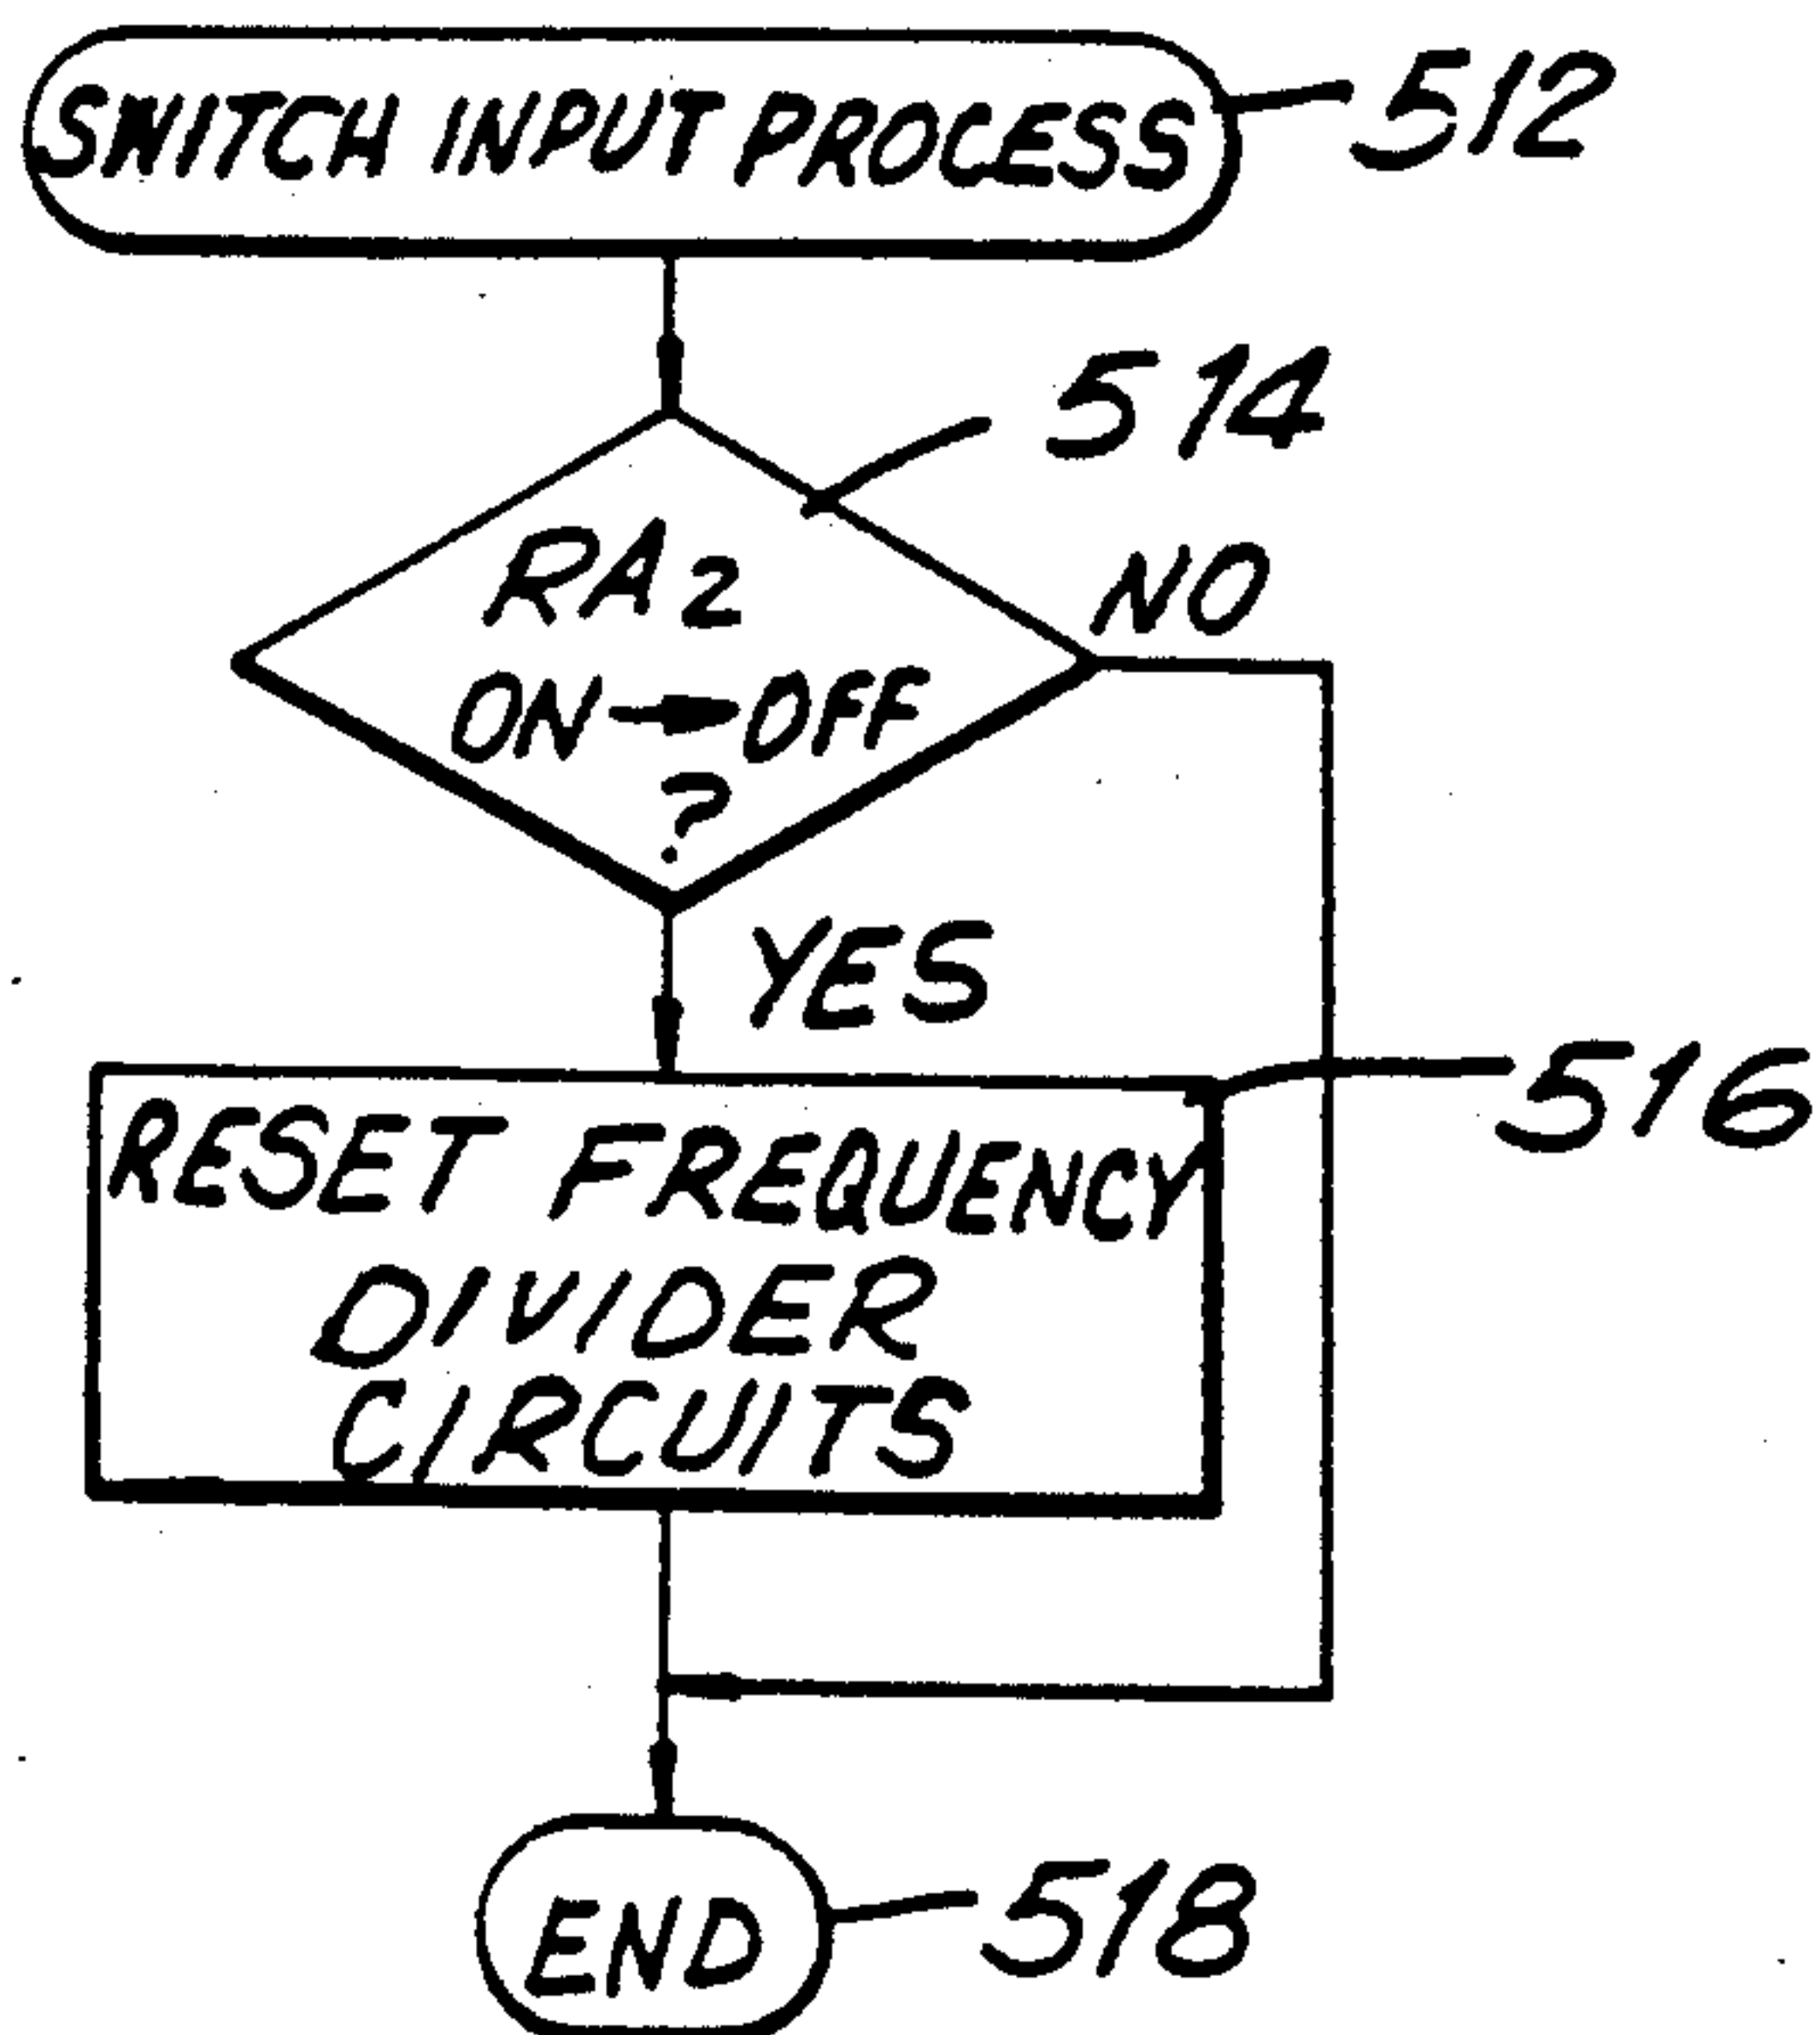 SWITCH INPUT PROCESS
512
514
RA2
NO
ON→OFF
?
YES
516
RESET FREQUENCY
DIVIDER
CIRCUITS
END
518